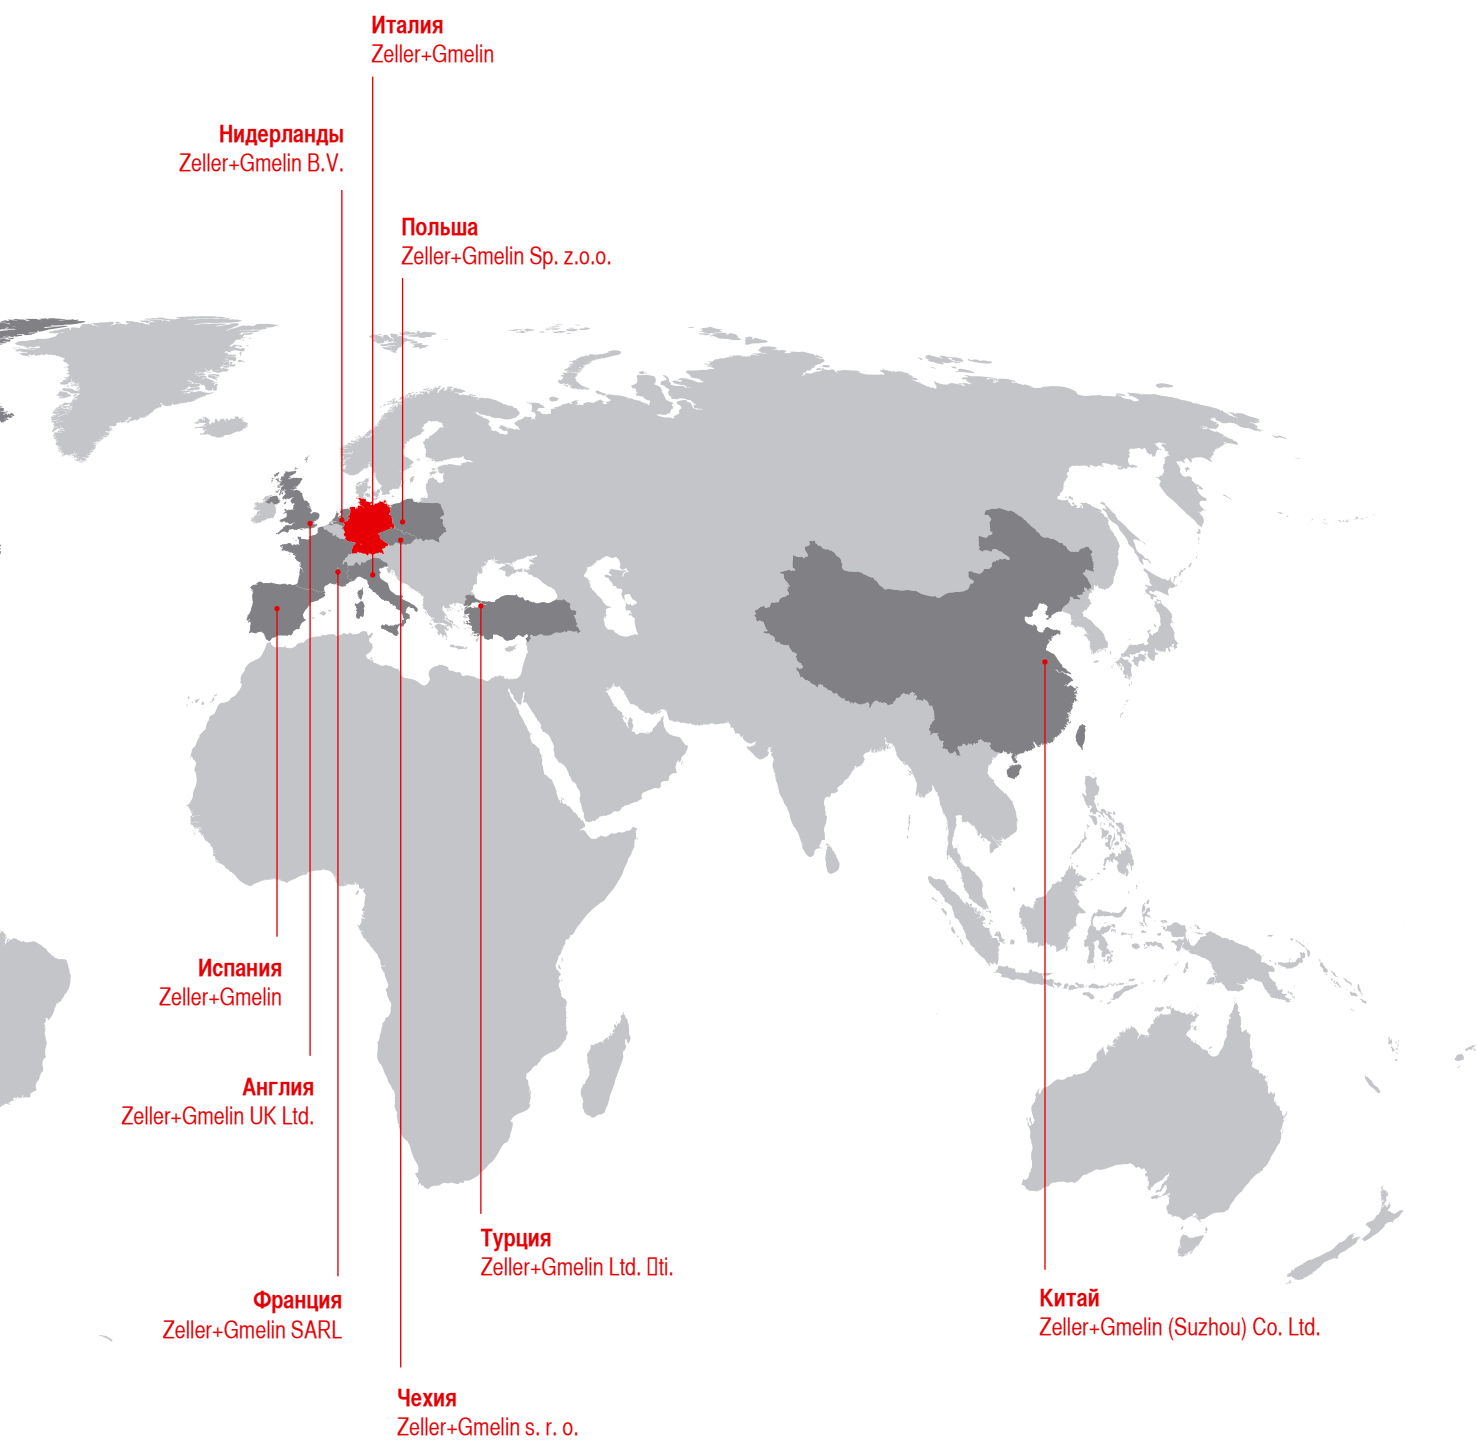 Италия
Zeller+Gmelin
Нидерланды
Zeller+Gmelin B.V.
Польша
Zeller+Gmelin Sp. z.o.o.
Испания
Zeller+Gmelin
Англия
Zeller+Gmelin UK Ltd.
Турция
Zeller+Gmelin Ltd. ▯ti.
Франция
Zeller+Gmelin SARL
Китай
Zeller+Gmelin (Suzhou) Co. Ltd.
Чехия
Zeller+Gmelin s. r. o.